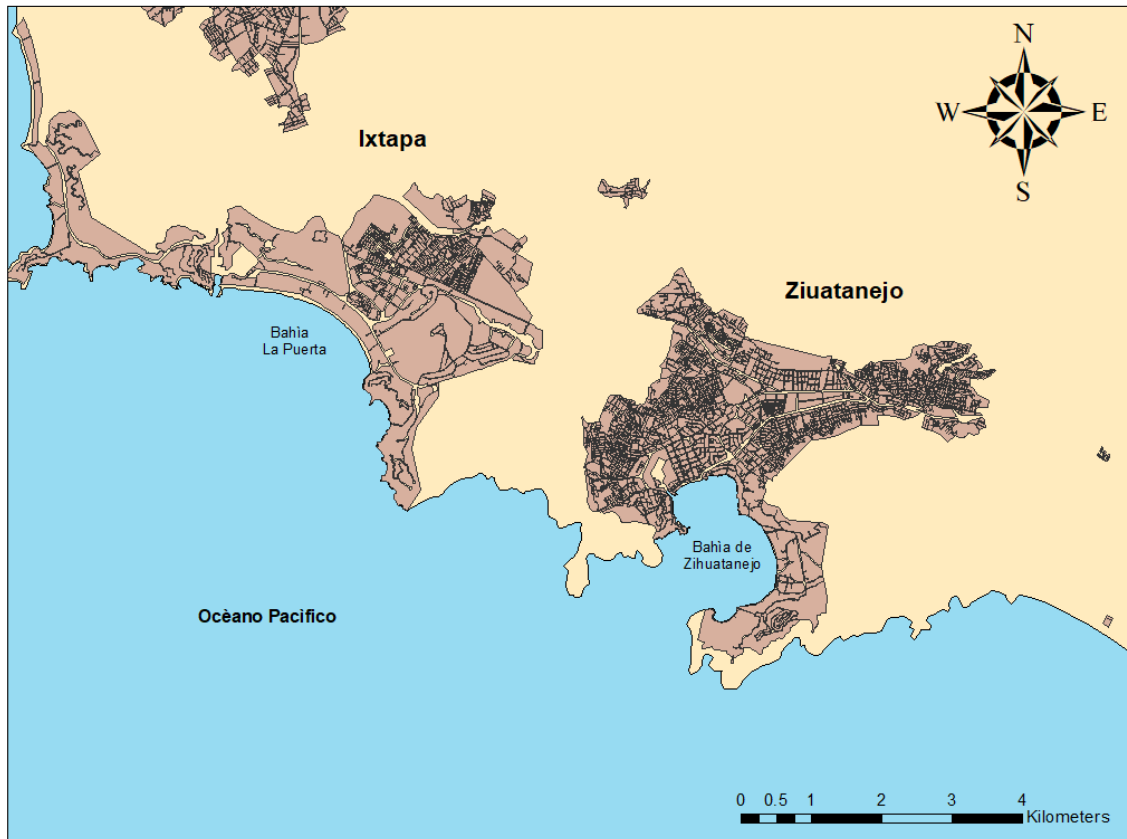 N
W E
S
Ixtapa
Ziuatanejo
Bahìa
La Puerta
Bahìa de
Zihuatanejo
Ocèano Pacifico
0 0.5 1 2 3 4
Kilometers